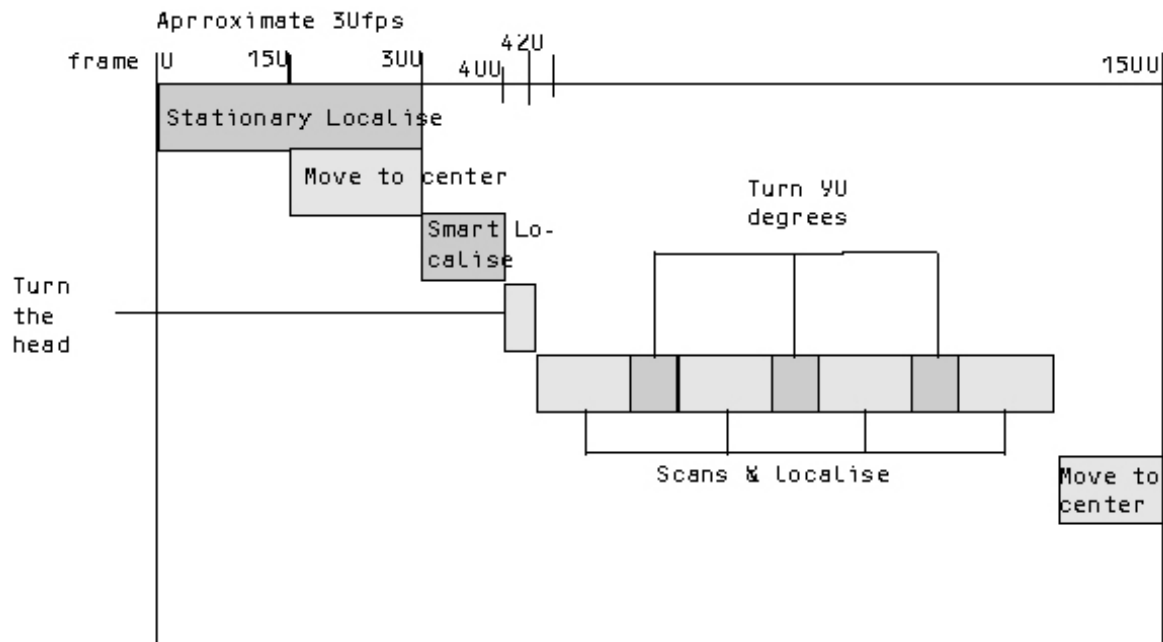 Aprroximate 30fps
frame 0 150 300 400 420 1500
Stationary Localise
Move to center
Smart Lo-
calise
Turn 90
degrees
Turn
the
head
Scans & localise
Move to
center